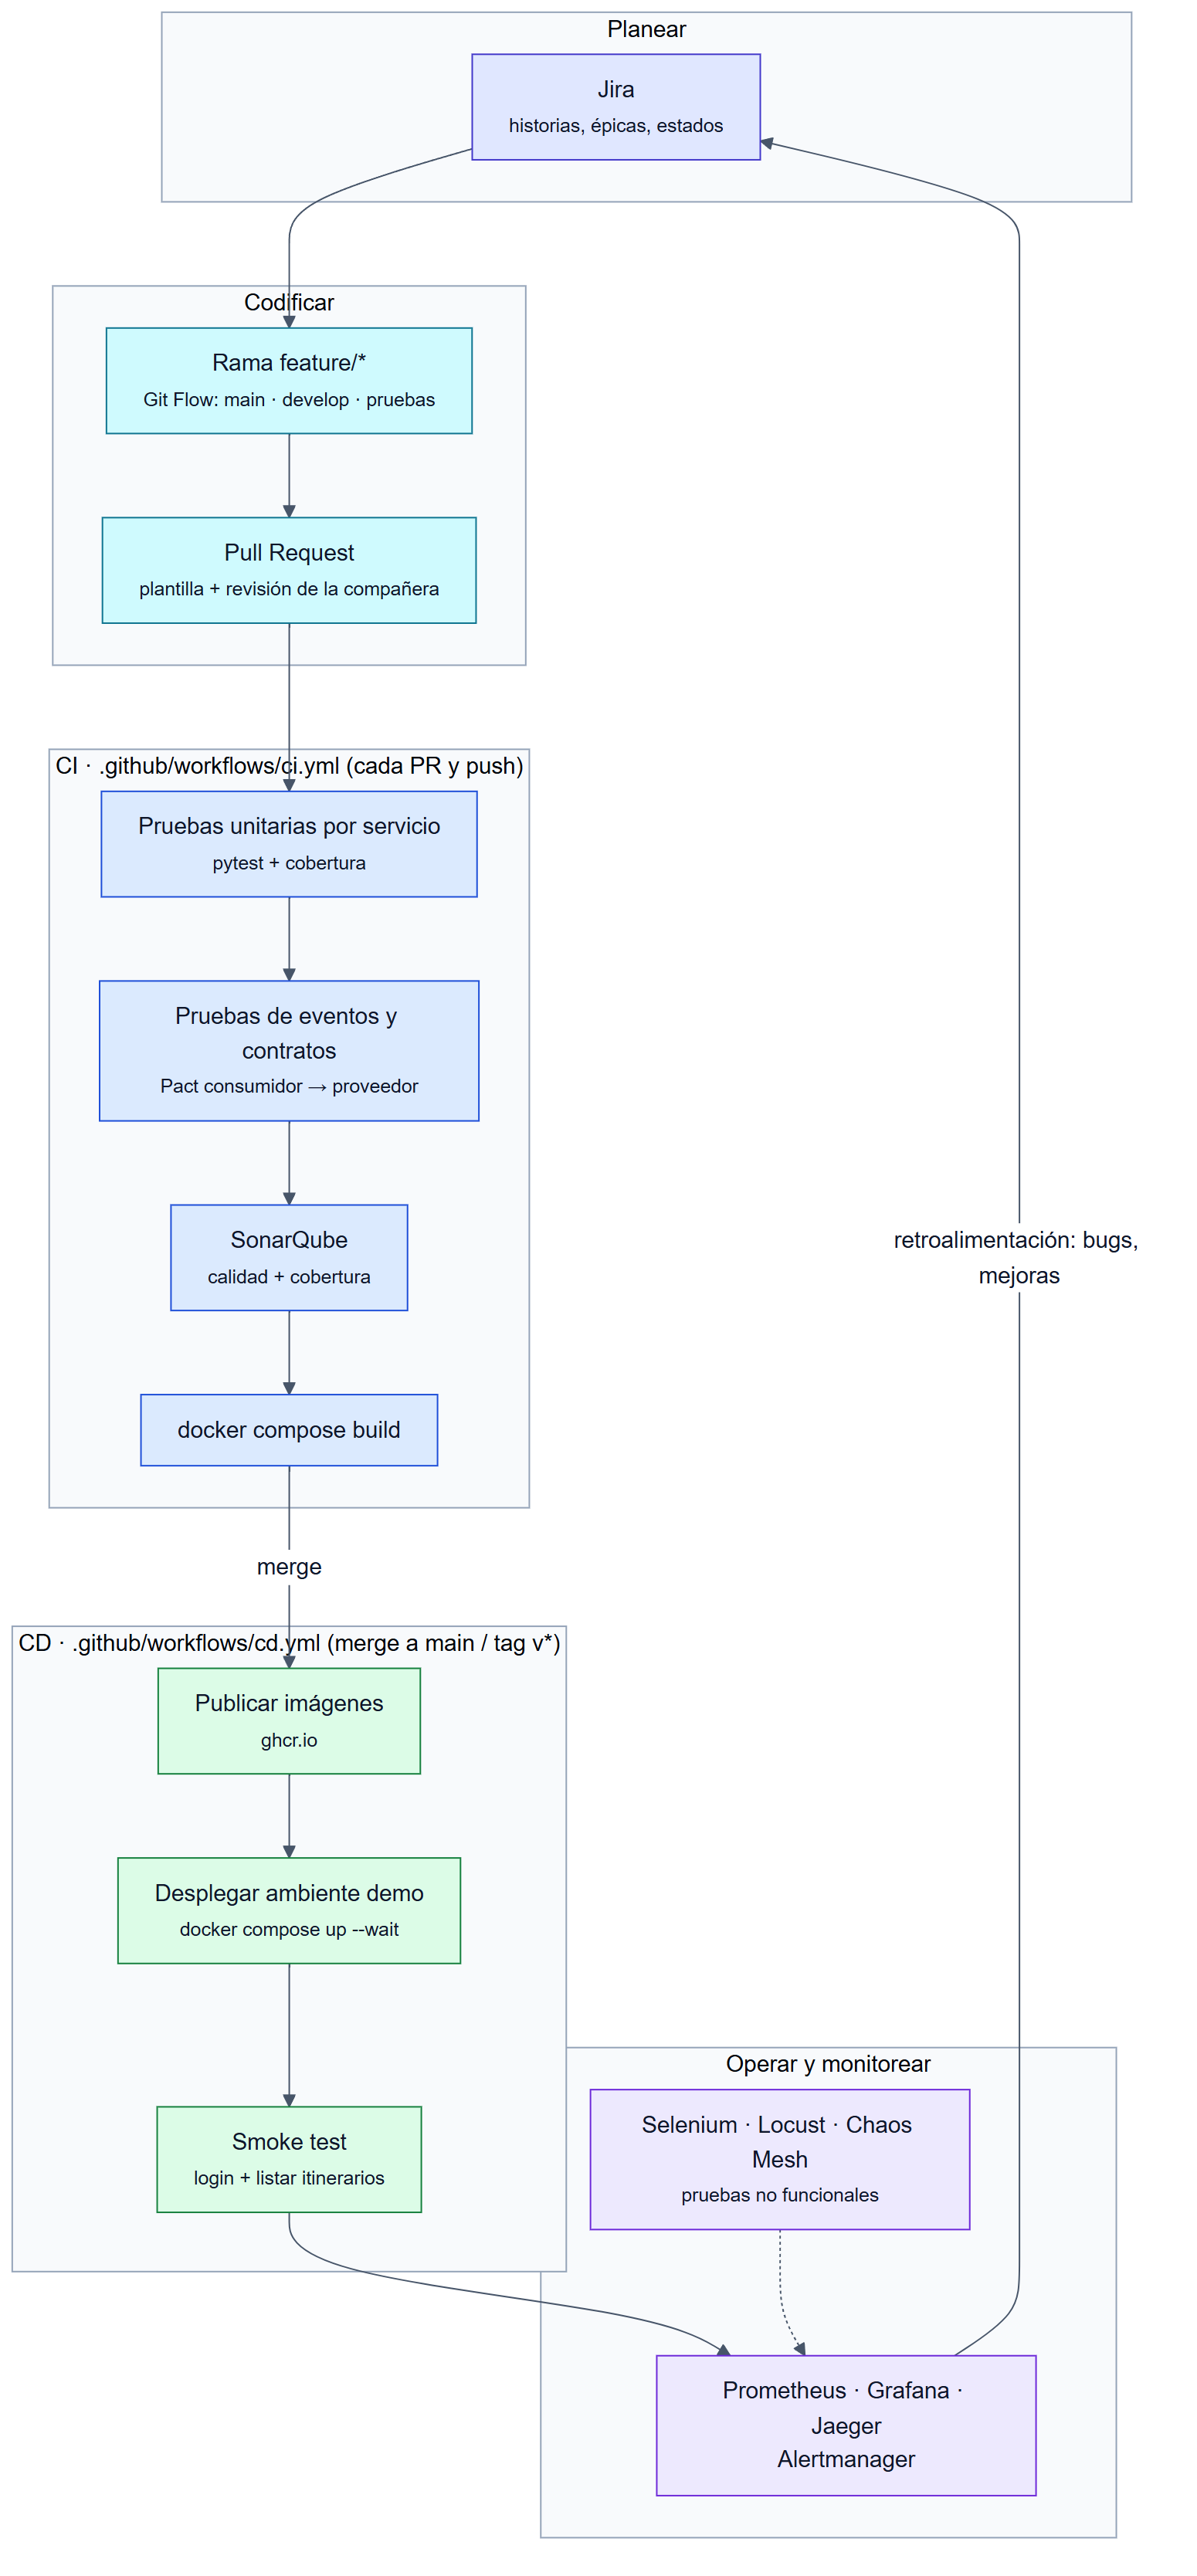 Planear
Jira
historias, épicas, estados
Codificar
Rama feature/*
Git Flow: main · develop · pruebas
Pull Request
plantilla + revisión de la compañera
CI · .github/workflows/ci.yml (cada PR y push)
Pruebas unitarias por servicio
pytest + cobertura
Pruebas de eventos y
contratos
Pact consumidor → proveedor
SonarQube
calidad + cobertura
retroalimentación: bugs,
mejoras
docker compose build
merge
CD · .github/workflows/cd.yml (merge a main / tag v*)
Publicar imágenes
ghcr.io
Desplegar ambiente demo
docker compose up --wait
Smoke test
login + listar itinerarios
Operar y monitorear
Selenium · Locust · Chaos
Mesh
pruebas no funcionales
Prometheus · Grafana ·
Jaeger
Alertmanager